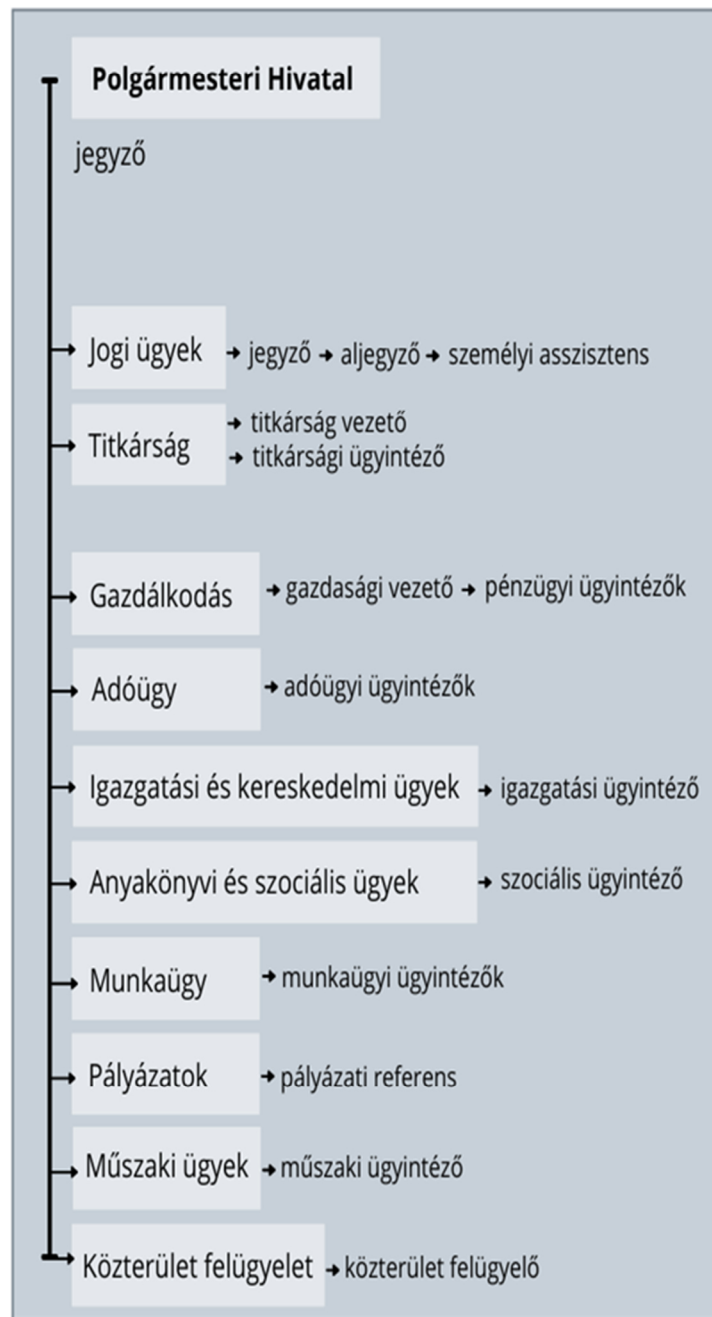 Polgármesteri Hivatal
jegyző
Jogi ügyek jegyző aljegyző személyi asszisztens
Titkárság titkárság vezető
titkársági ügyintéző
Gazdálkodás gazdasági vezető pénzügyi ügyintézők
Adóügy adóügyi ügyintézők
Igazgatási és kereskedelmi ügyek igazgatási ügyintéző
Anyakönyvi és szociális ügyek szociális ügyintéző
Munkaügy munkaügyi ügyintézők
Pályázatok pályázati referens
Műszaki ügyek műszaki ügyintéző
Közterület felügyelet közterület felügyelő